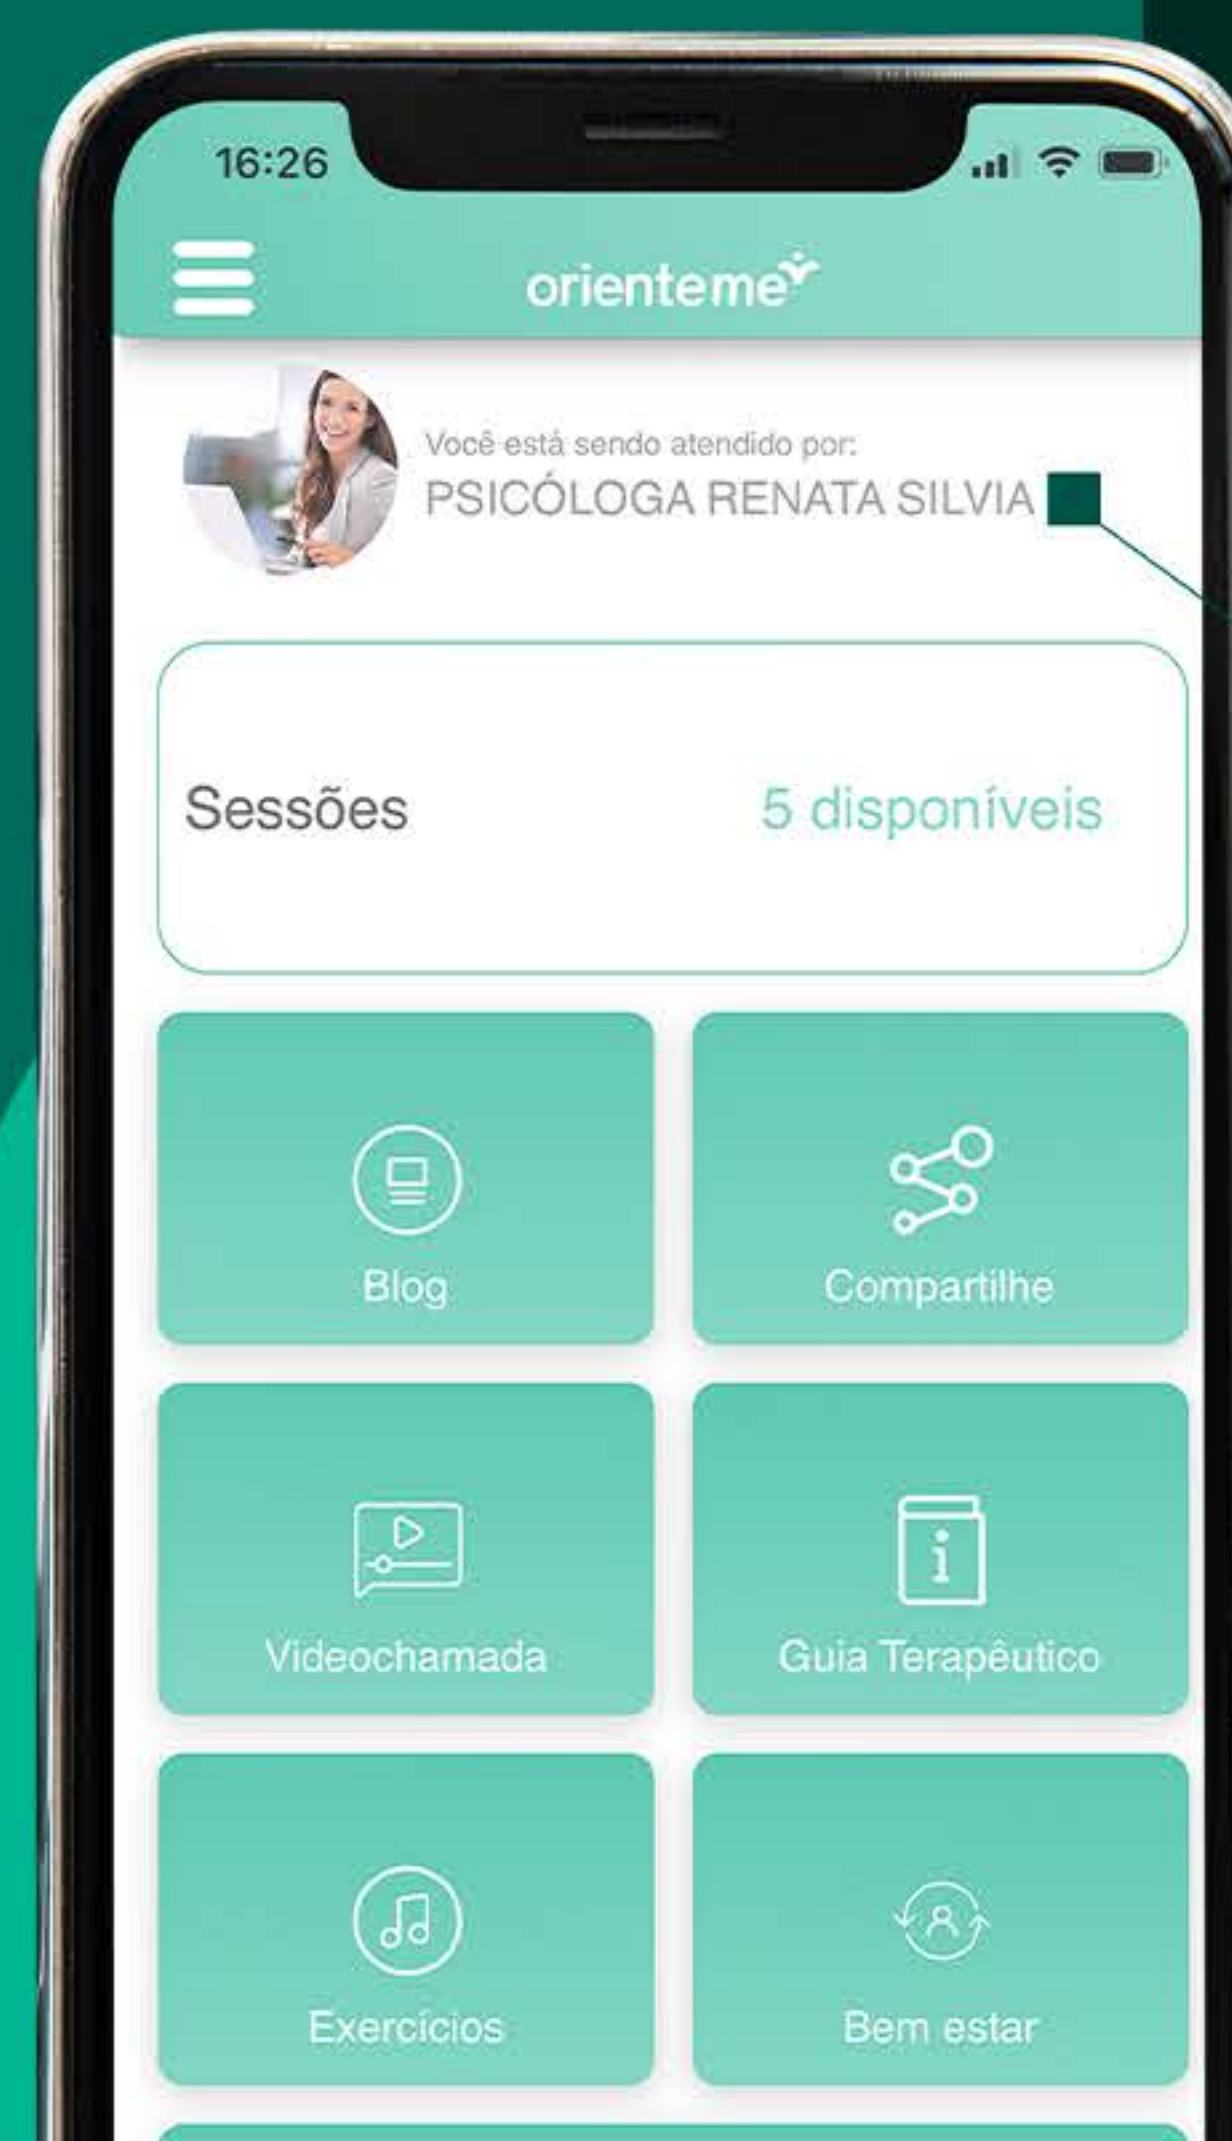 16:26
orienteme
Você está sendo atendido por:
PSICÓLOGA RENATA SILVIA
Sessões
5 disponíveis
Blog
Compartilhe
Videochamada
Guia Terapêutico
Exercícios
Bem estar